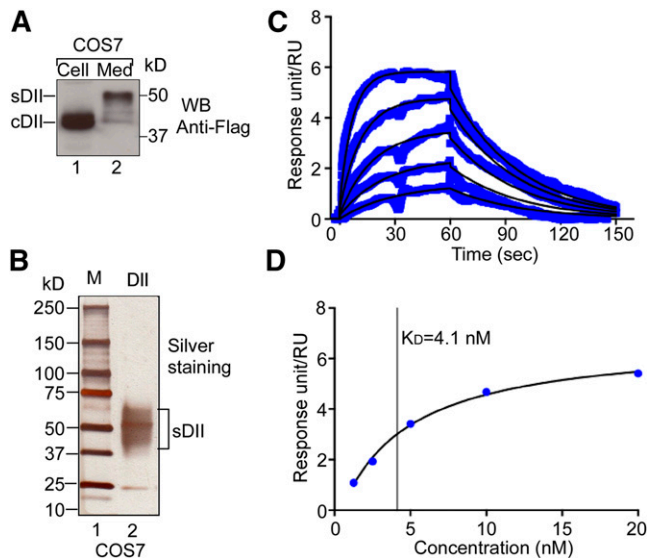 A
COS7
Cell Med kD
sDII
cDII
50
37
WB
Anti-Flag
1 2
B
kD M DII
250
150
100
75
50
37
25
15
10
Silver
staining
sDII
1 2
COS7
C
Response unit/RU
8
6
4
2
0
0 30 60 90 120 150
Time (sec)
D
Response unit/RU
8
6
4
2
0
KD=4.1 nM
0 5 10 15 20
Concentration (nM)